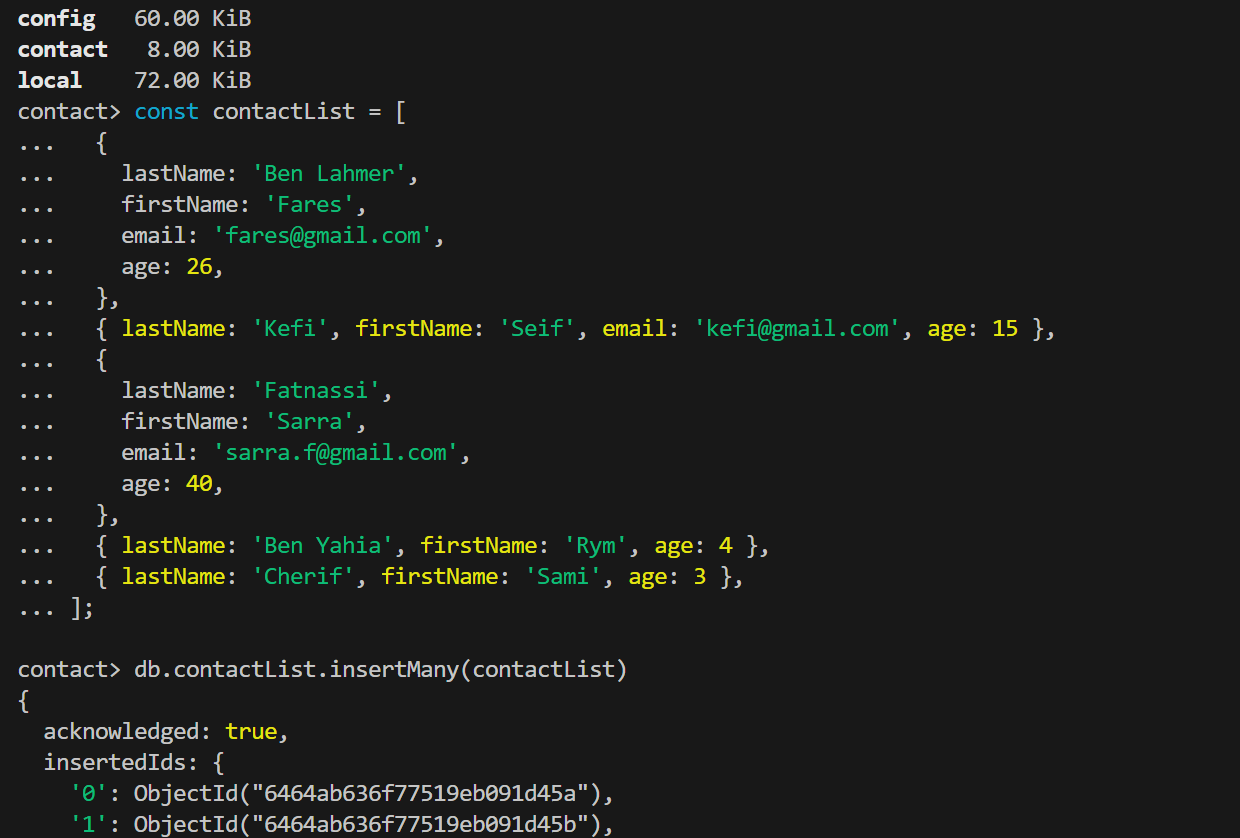 config   60.00 KiB
contact   8.00 KiB
local    72.00 KiB
contact> const contactList = [
...   {
...     lastName: 'Ben Lahmer',
...     firstName: 'Fares',
...     email: 'fares@gmail.com',
...     age: 26,
...   },
...   { lastName: 'Kefi', firstName: 'Seif', email: 'kefi@gmail.com', age: 15 },
...   {
...     lastName: 'Fatnassi',
...     firstName: 'Sarra',
...     email: 'sarra.f@gmail.com',
...     age: 40,
...   },
...   { lastName: 'Ben Yahia', firstName: 'Rym', age: 4 },
...   { lastName: 'Cherif', firstName: 'Sami', age: 3 },
... ];
contact> db.contactList.insertMany(contactList)
{
  acknowledged: true,
  insertedIds: {
    '0': ObjectId("6464ab636f77519eb091d45a"),
    '1': ObjectId("6464ab636f77519eb091d45b"),